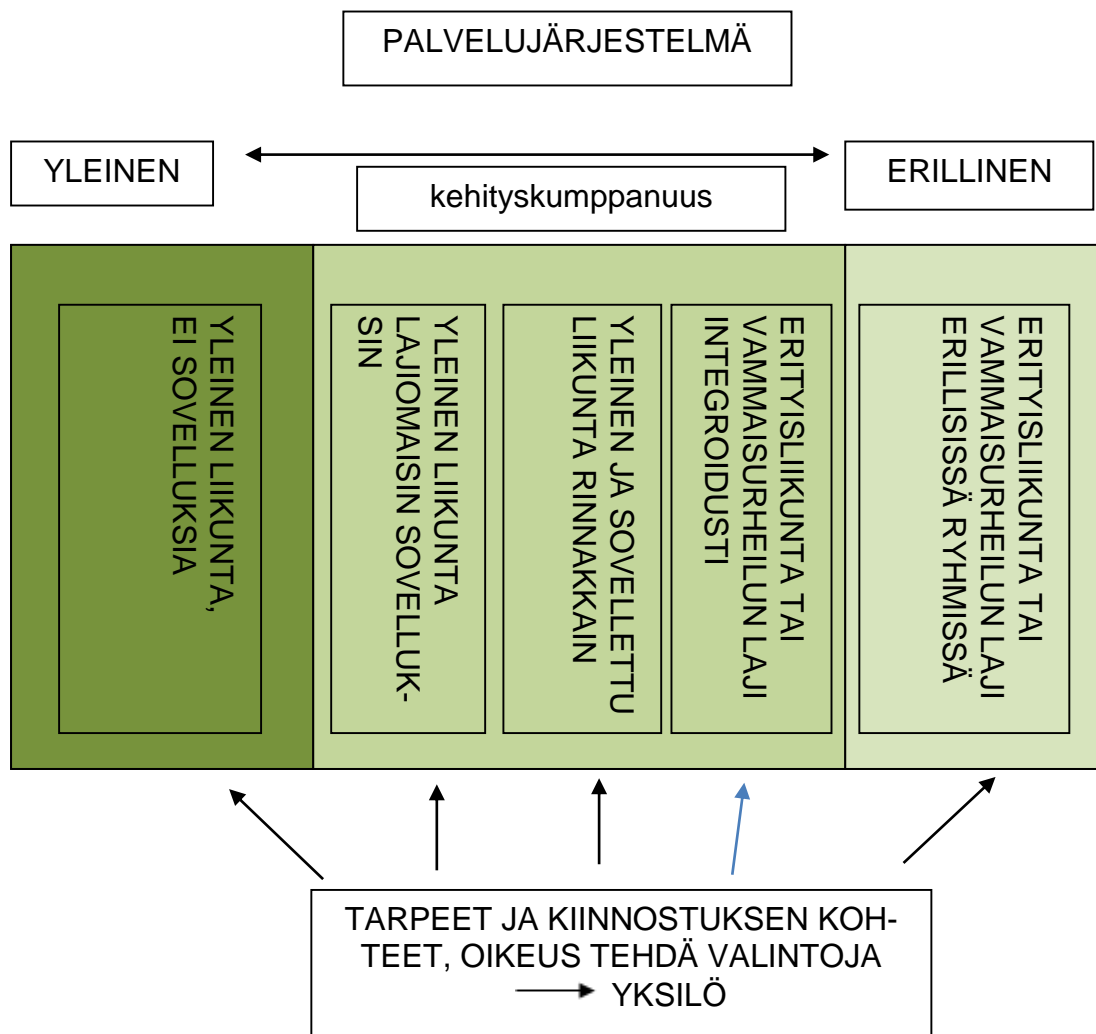 PALVELUJÄRJESTELMÄ
YLEINEN
kehityskumppanuus
ERILLINEN
YLEINEN LIIKUNTA,
EI SOVELLUKSIA
YLEINEN LIIKUNTA
LAJIOMAISIN SOVELLUK-
SIN
YLEINEN JA SOVELLETTU
LIIKUNTA RINNAKKAIN
ERITYISLIIKUNTA TAI
VAMMAISURHEILUN LAJI
INTEGROIDUSTI
ERITYISLIIKUNTA TAI
VAMMAISURHEILUN LAJI
ERILLISISSÄ RYHMISSÄ
TARPEET JA KIINNOSTUKSEN KOH-
TEET, OIKEUS TEHDÄ VALINTOJA
YKSILÖ